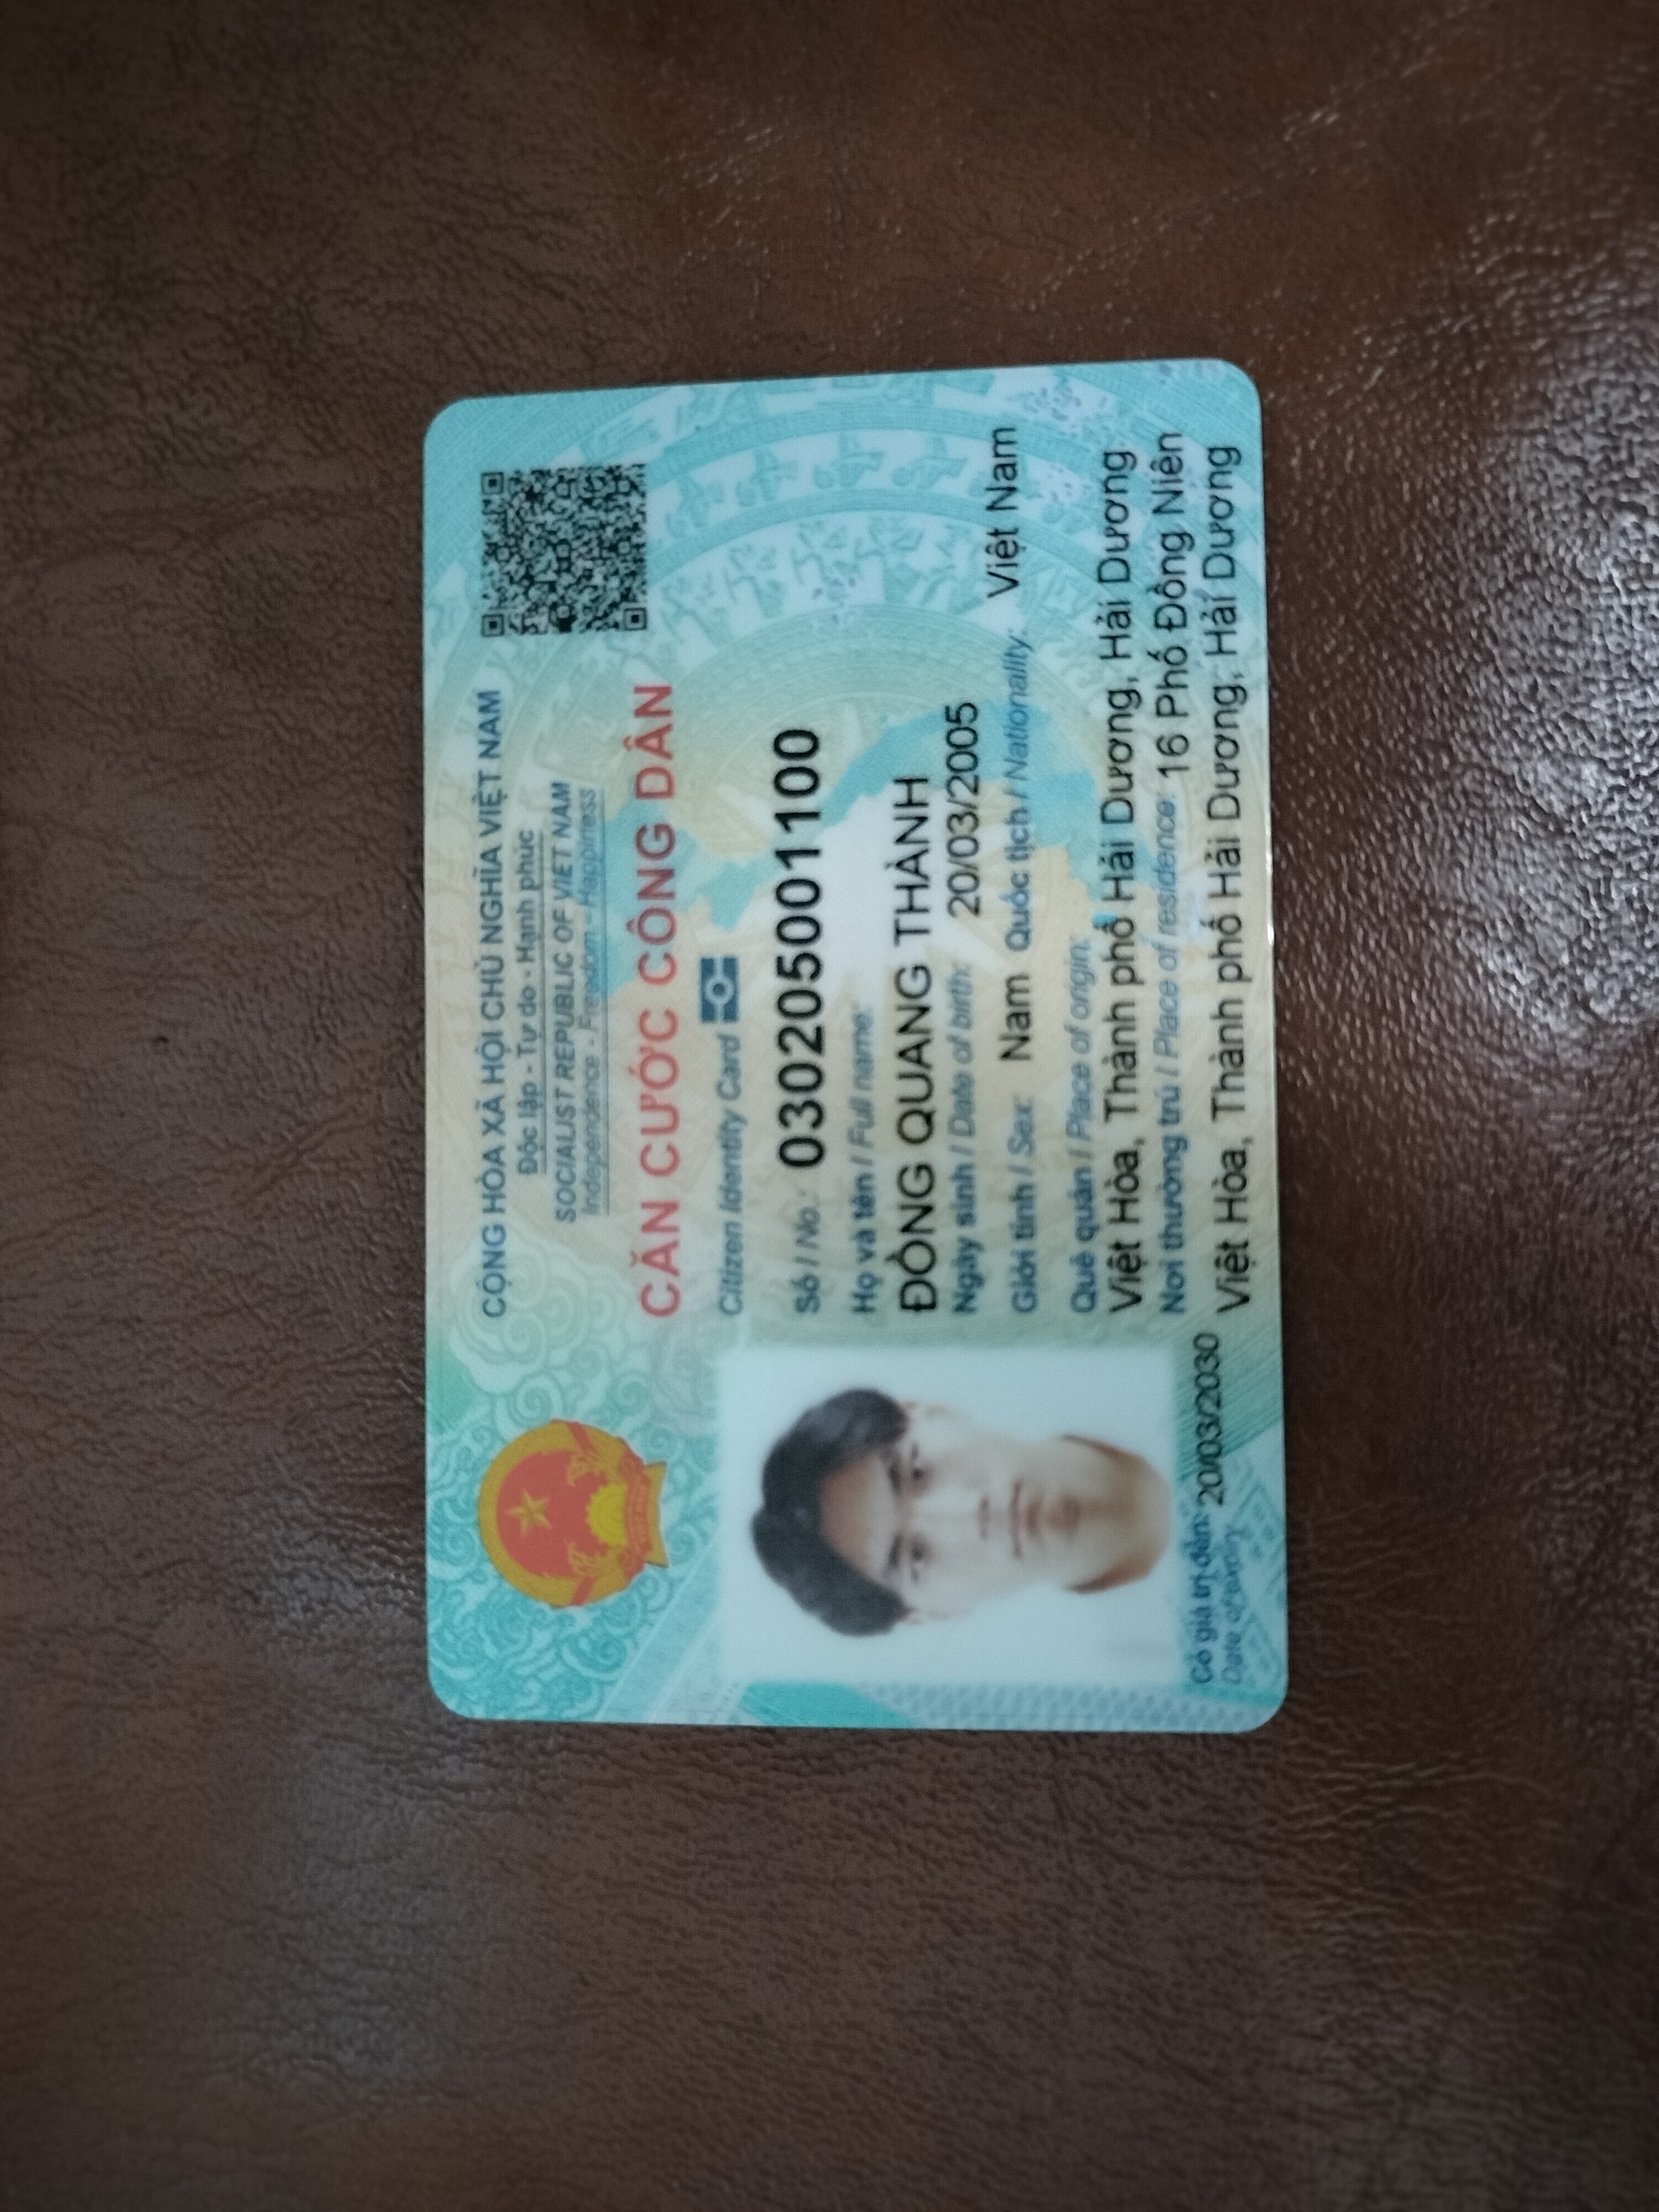 CỘNG HÒA XÃ HỘI CHỦ NGHĨA VIỆT NAM
Độc lập - Tự do - Hạnh phúc
SOCIALIST REPUBLIC OF VIET NAM
Independence - Freedom - Happiness
CĂN CƯỚC CÔNG DÂN
Citizen Identity Card
Số / No.: 030205001100
Họ và tên / Full name:
ĐỒNG QUANG THÀNH
Ngày sinh / Date of birth: 20/03/2005
Giới tính / Sex: Nam Quốc tịch / Nationality: Việt Nam
Quê quán / Place of origin:
Việt Hòa, Thành phố Hải Dương, Hải Dương
Nơi thường trú / Place of residence: 16 Phố Đồng Niên
Việt Hòa, Thành phố Hải Dương, Hải Dương
Có giá trị đến: 20/03/2030
Date of expiry